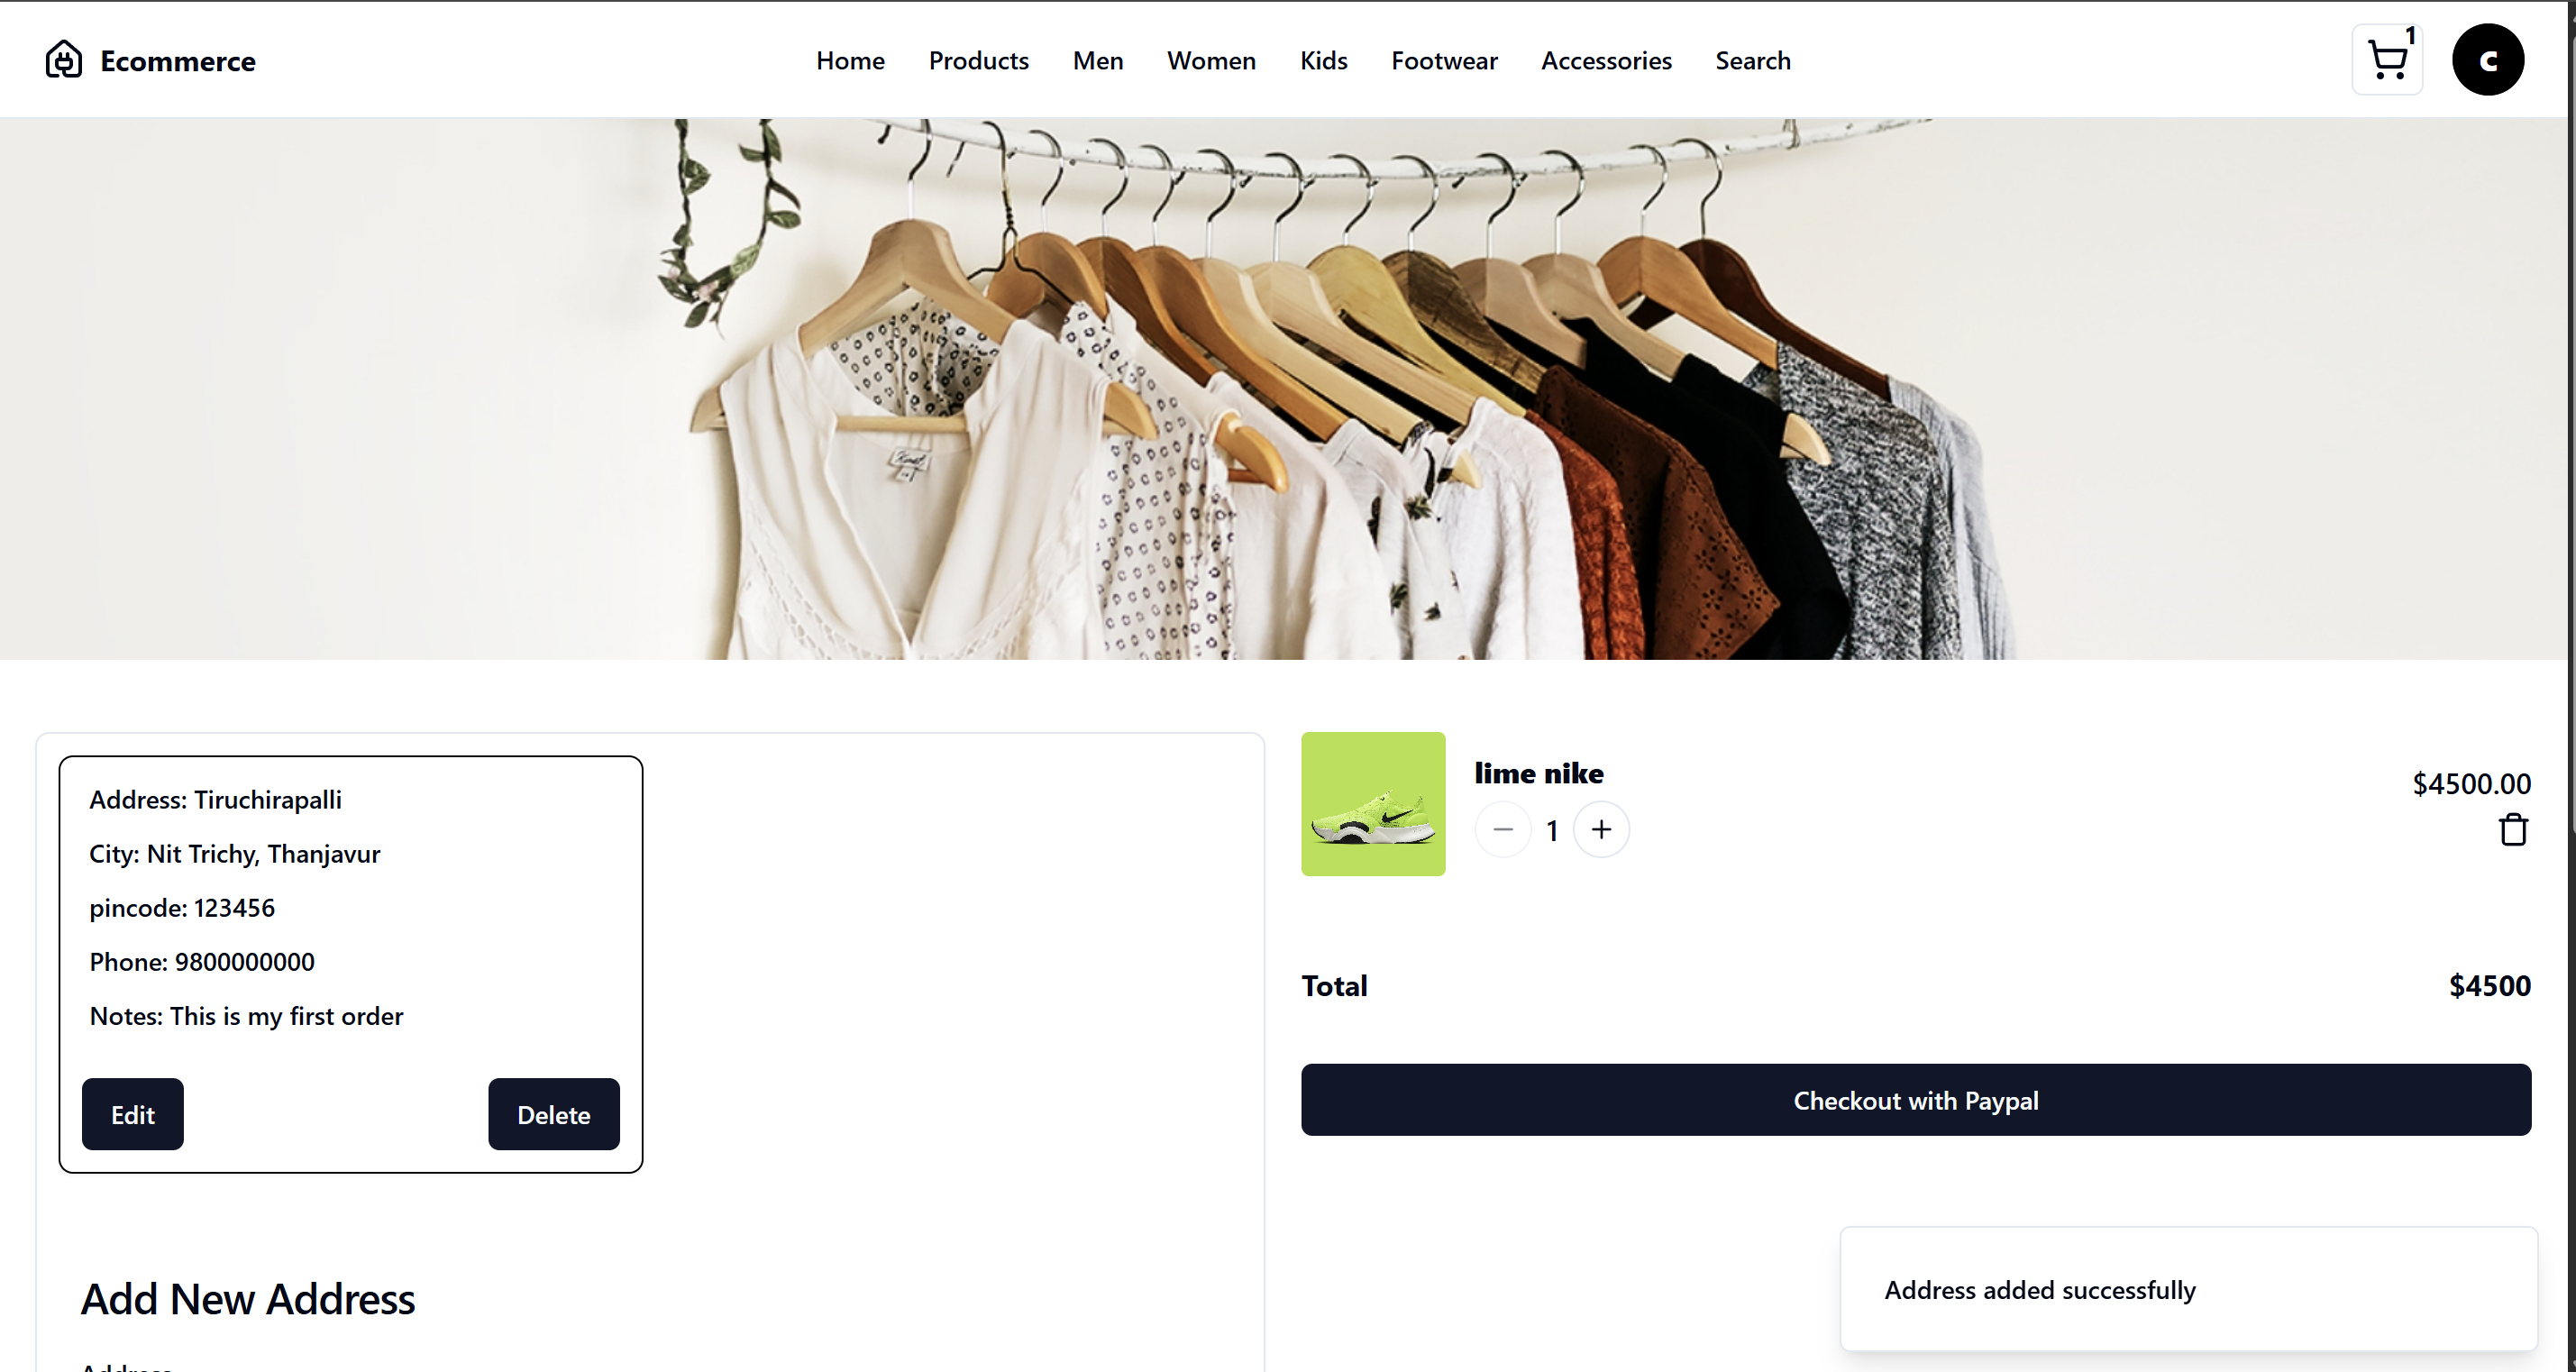 Ecommerce
Home Products Men Women Kids Footwear Accessories Search
1
C
Address: Tiruchirapalli
City: Nit Trichy, Thanjavur
pincode: 123456
Phone: 9800000000
Notes: This is my first order
Edit Delete
Add New Address
lime nike
1
$4500.00
Total $4500
Checkout with Paypal
Address added successfully